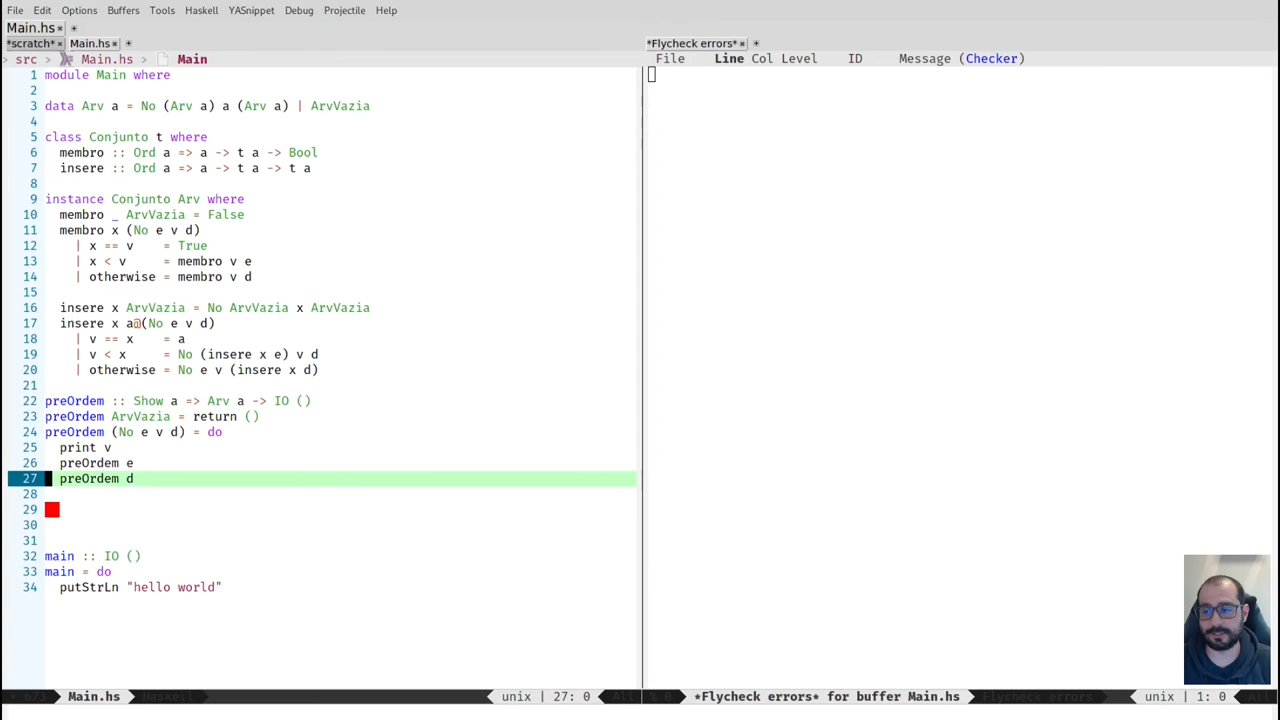 File Edit Options Buffers Tools Haskell YASnippet Debug Projectile Help
Main.hs × +
*scratch* × Main.hs × +
*Flycheck errors* × +
src > Main.hs > Main
File Line Col Level ID Message (Checker)
1 module Main where
2
3 data Arv a = No (Arv a) a (Arv a) | ArvVazia
4
5 class Conjunto t where
6 membro :: Ord a => a -> t a -> Bool
7 insere :: Ord a => a -> t a -> t a
8
9 instance Conjunto Arv where
10 membro _ ArvVazia = False
11 membro x (No e v d)
12 | x == v = True
13 | x < v = membro v e
14 | otherwise = membro v d
15
16 insere x ArvVazia = No ArvVazia x ArvVazia
17 insere x a@(No e v d)
18 | v == x = a
19 | v < x = No (insere x e) v d
20 | otherwise = No e v (insere x d)
21
22 preOrdem :: Show a => Arv a -> IO ()
23 preOrdem ArvVazia = return ()
24 preOrdem (No e v d) = do
25 print v
26 preOrdem e
27 preOrdem d
28
29
30
31
32 main :: IO ()
33 main = do
34 putStrLn "hello world"
Main.hs Haskell unix | 27: 0 All
*Flycheck errors* for buffer Main.hs Flycheck errors unix | 1: 0 All